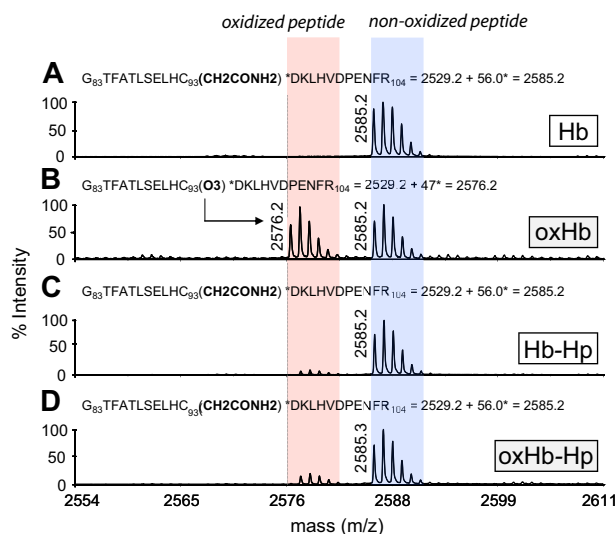 oxidized peptide non-oxidized peptide
A
G83TFATLSELHC93(CH2CONH2) *DKLHVDPENFR104 = 2529.2 + 56.0* = 2585.2
100
50
0
2585.2
Hb
B
G83TFATLSELHC93(O3) *DKLHVDPENFR104 = 2529.2 + 47* = 2576.2
100
50
0
2576.2
2585.2
oxHb
C
G83TFATLSELHC93(CH2CONH2) *DKLHVDPENFR104 = 2529.2 + 56.0* = 2585.2
100
50
0
2585.2
Hb-Hp
D
G83TFATLSELHC93(CH2CONH2) *DKLHVDPENFR104 = 2529.2 + 56.0* = 2585.2
100
50
0
2585.3
oxHb-Hp
% Intensity
2554 2565 2576 2588 2599 2611
mass (m/z)